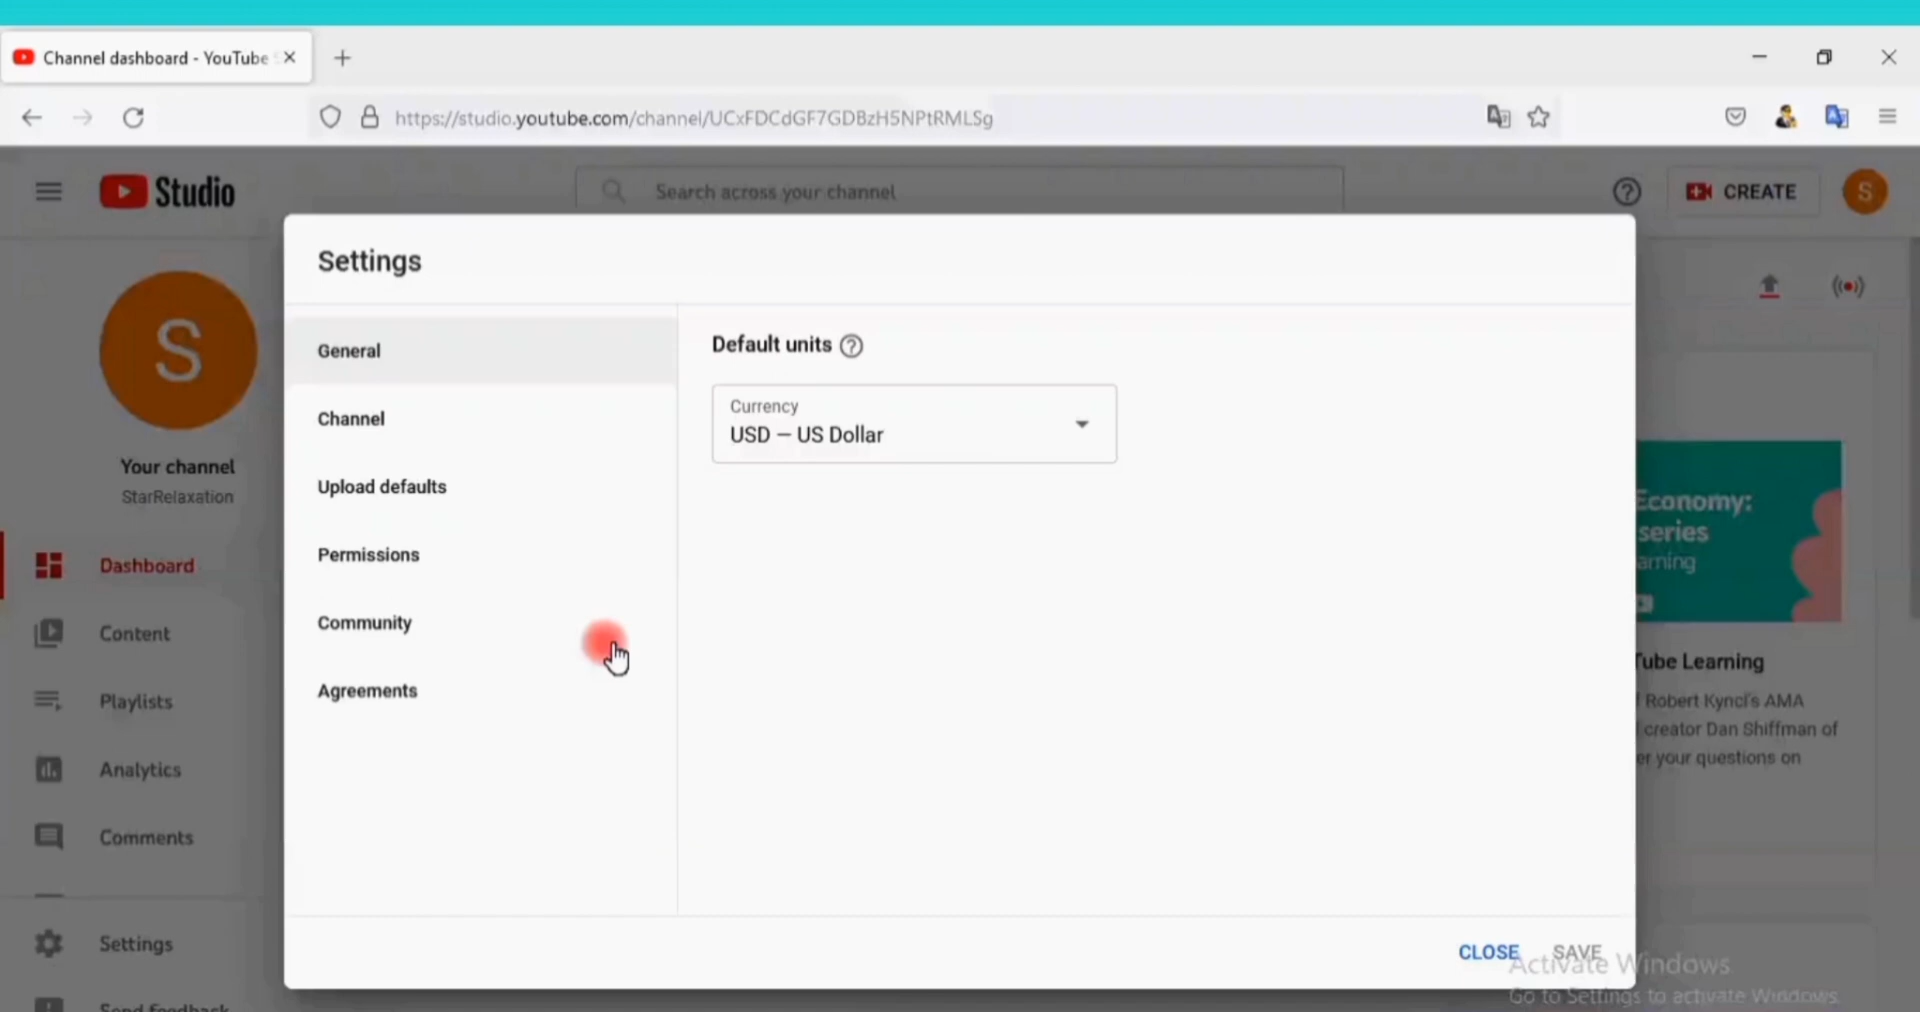 Channel dashboard - YouTube
https://studio.youtube.com/channel/UCxFDCdGF7GDBzH5NPtRMLSg
Studio
Search across your channel
CREATE
S
Settings
S
Your channel
StarRelaxation
Dashboard
Content
Playlists
Analytics
Comments
Settings
Send feedback
General
Channel
Upload defaults
Permissions
Community
Agreements
Default units
Currency
USD – US Dollar
Economy:
series
arning
Tube Learning
Robert Kyncl's AMA
creator Dan Shiffman of
er your questions on
CLOSE
SAVE
Activate Windows
Go to Settings to activate Windows.